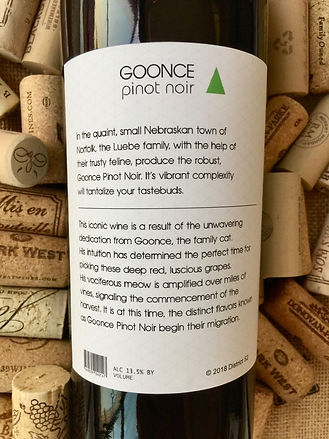 GOONCE
pinot noir
In the quaint, small Nebraskan town of
Norfolk, the Luebe family, with the help of
their trusty feline, produce the robust,
Goonce Pinot Noir. It's vibrant complexity
will tantalize your tastebuds.
This iconic wine is a result of the unwavering
dedication from Goonce, the family cat.
His intuition has determined the perfect time for
picking these deep red, luscious grapes.
His vociferous meow is amplified over miles of
vines, signaling the commencement of the
harvest. It is at this time, the distinct flavors known
as Goonce Pinot Noir begin their migration.
ALC 13.5% BY
VOLUME
© 2018 District 52
Mis en
WEST